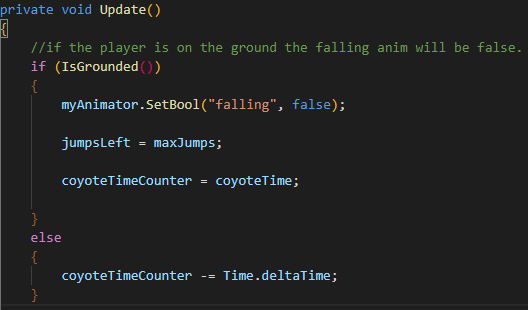 private void Update()
{
    //if the player is on the ground the falling anim will be false.
    if (IsGrounded())
    {
        myAnimator.SetBool("falling", false);
        jumpsLeft = maxJumps;
        coyoteTimeCounter = coyoteTime;
    }
    else
    {
        coyoteTimeCounter -= Time.deltaTime;
    }